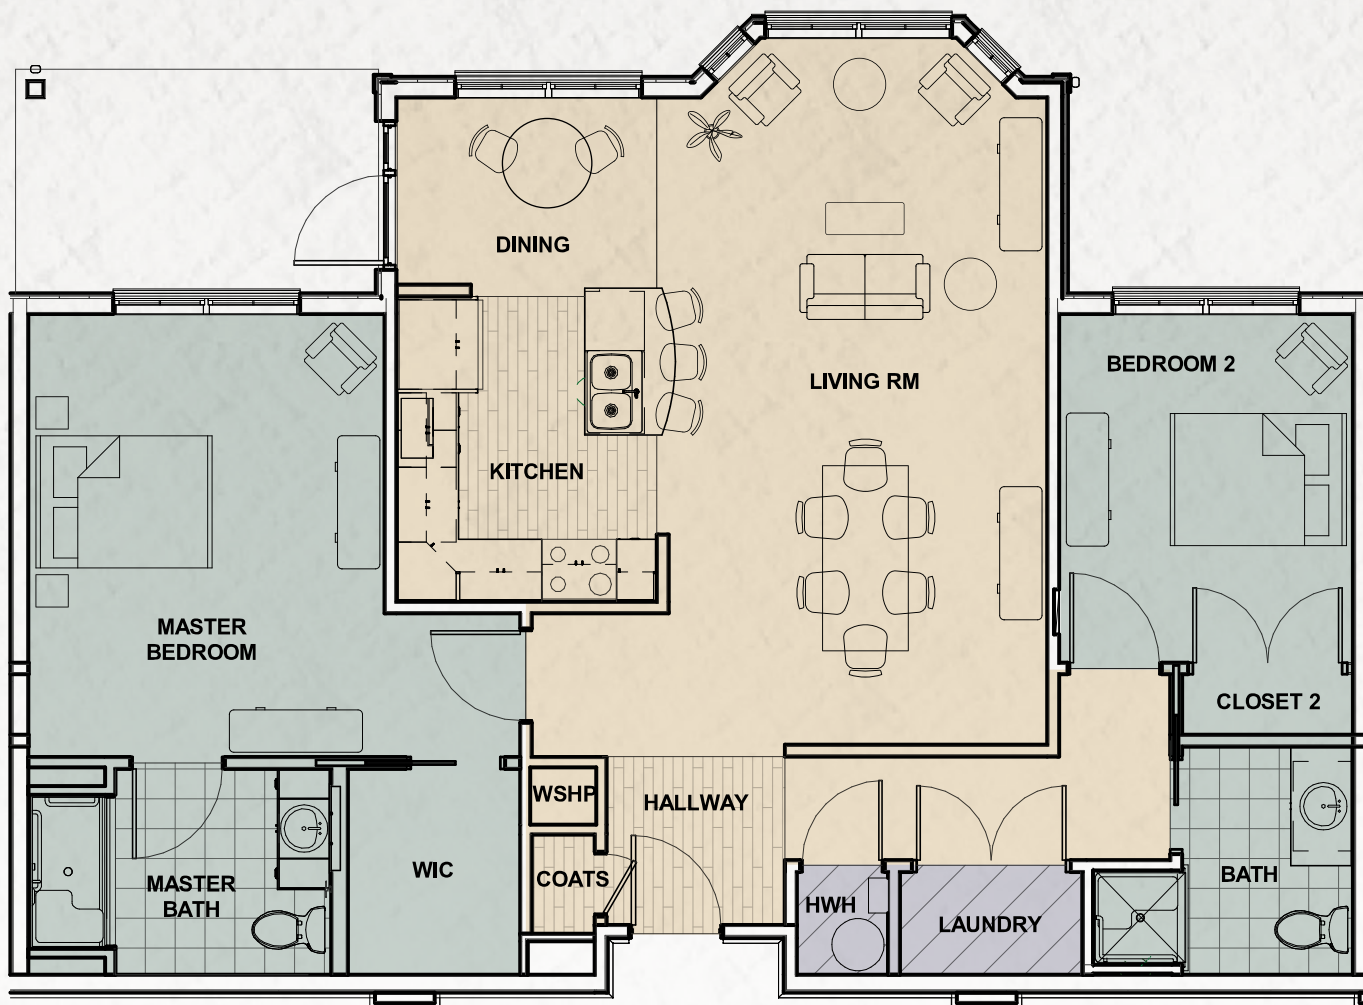 DINING
BEDROOM 2
LIVING RM
KITCHEN
MASTER
BEDROOM
CLOSET 2
WSHP
HALLWAY
WIC
COATS
MASTER
BATH
HWH
LAUNDRY
BATH